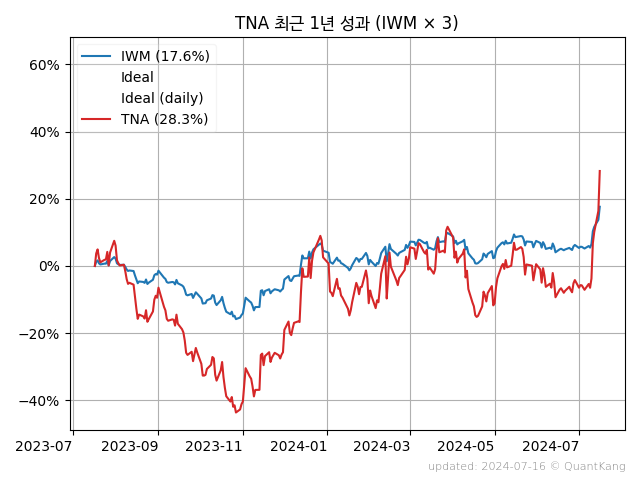 TNA 최근 1년 성과 (IWM × 3)
IWM (17.6%)
Ideal
Ideal (daily)
TNA (28.3%)
60%
40%
20%
0%
−20%
−40%
2023-07 2023-09 2023-11 2024-01 2024-03 2024-05 2024-07
updated: 2024-07-16 © QuantKang